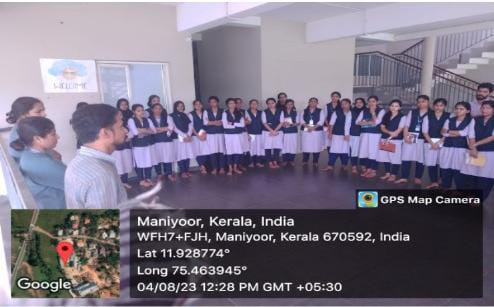 WELCOME
GPS Map Camera
Maniyoor, Kerala, India
WFH7+FJH, Maniyoor, Kerala 670592, India
Lat 11.928774°
Long 75.463945°
04/08/23 12:28 PM GMT +05:30
Google